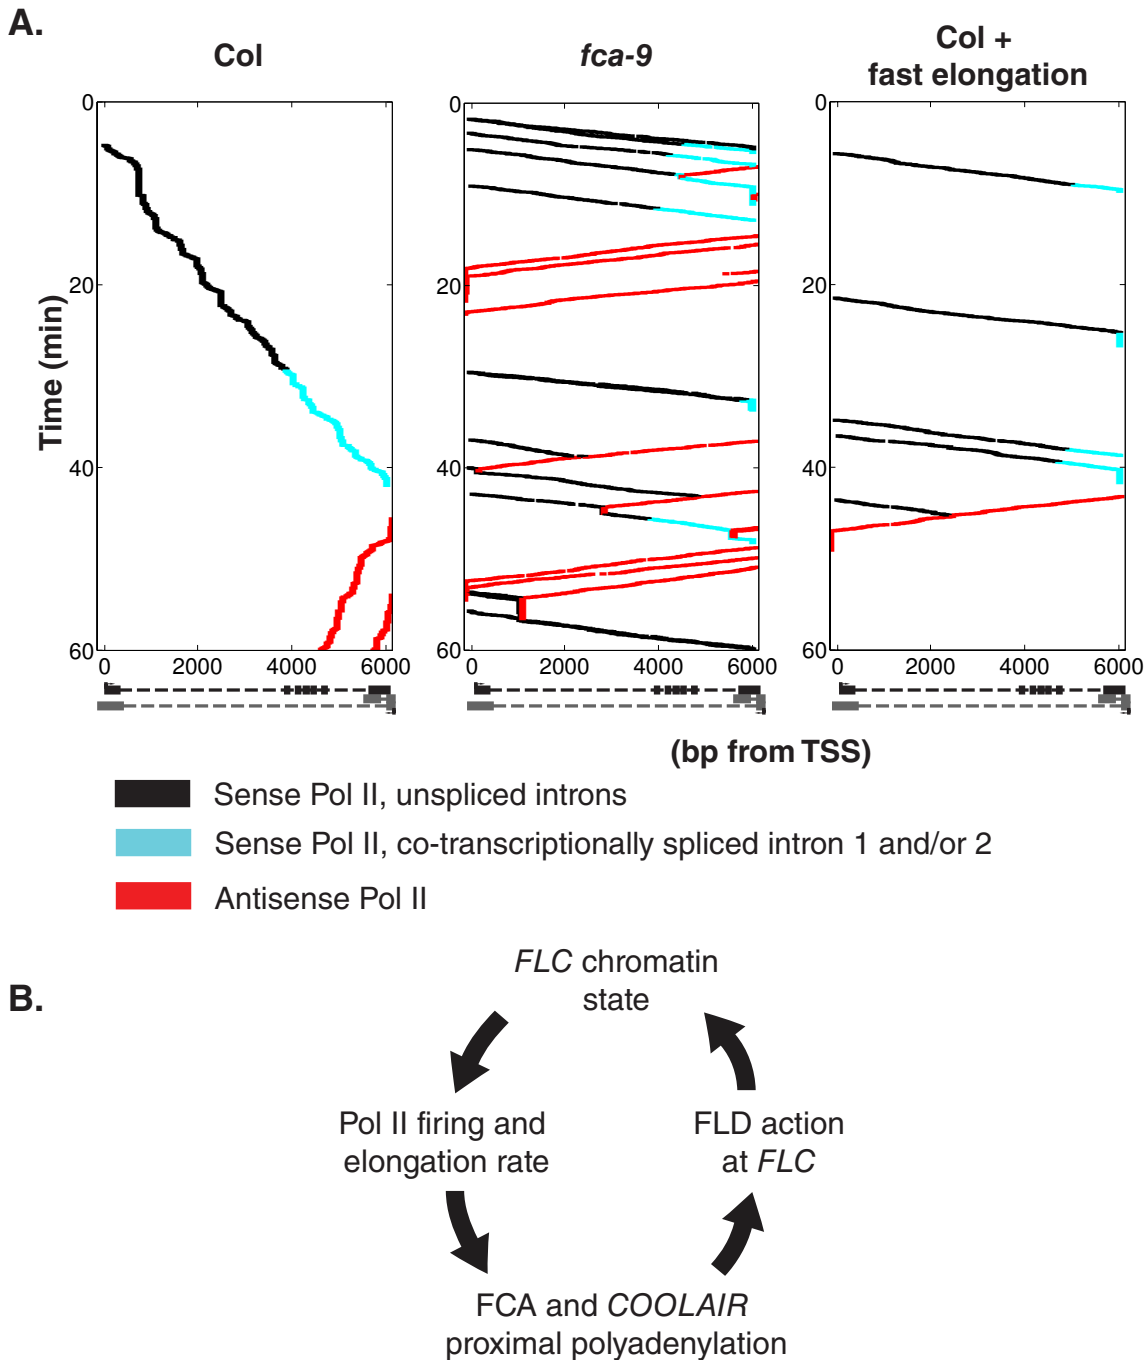 A.
Col
fca-9
Col +
fast elongation
Time (min)
0
20
40
60
0 2000 4000 6000
0
20
40
60
0 2000 4000 6000
0
20
40
60
0 2000 4000 6000
(bp from TSS)
Sense Pol II, unspliced introns
Sense Pol II, co-transcriptionally spliced intron 1 and/or 2
Antisense Pol II
B.
FLC chromatin
state
Pol II firing and
elongation rate
FLD action
at FLC
FCA and COOLAIR
proximal polyadenylation